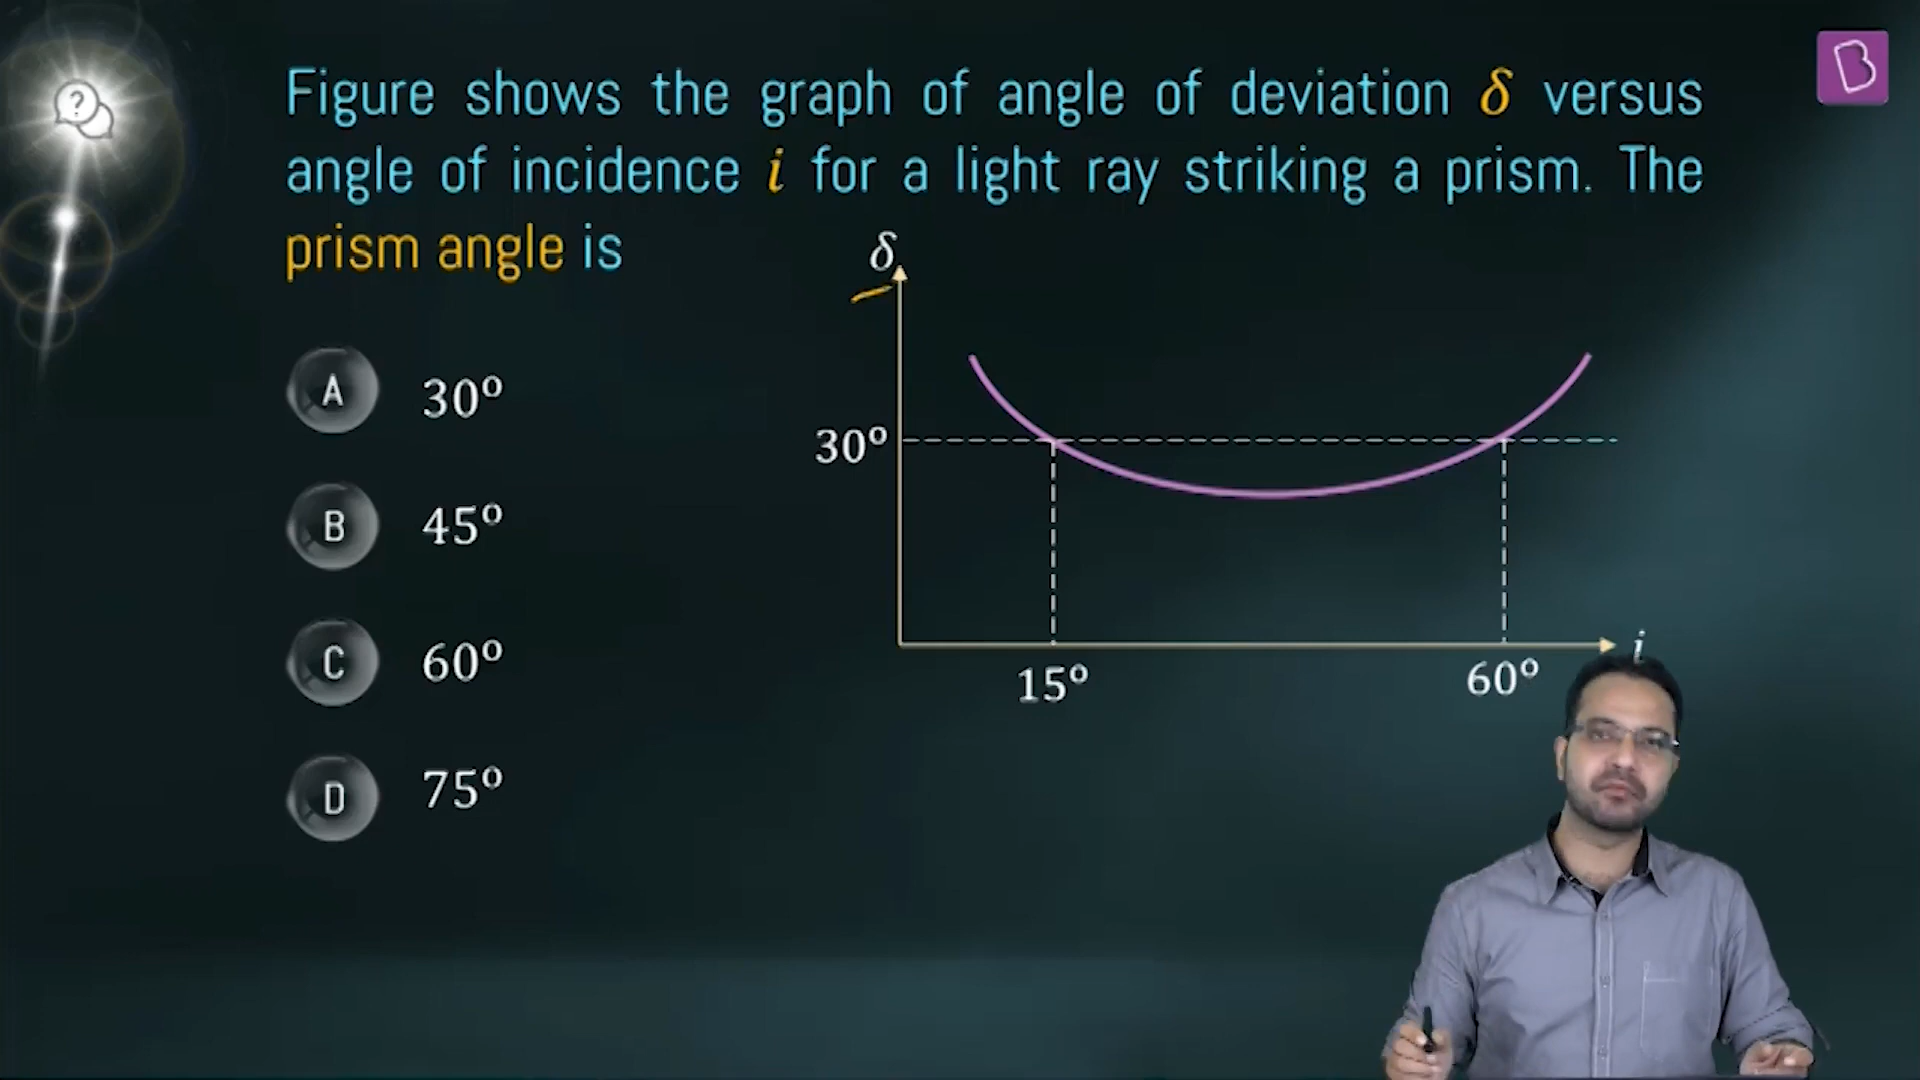 Figure shows the graph of angle of deviation δ versus
angle of incidence i for a light ray striking a prism. The
prism angle is
δ
A 30°
30°
B 45°
C 60°
i
15° 60°
D 75°